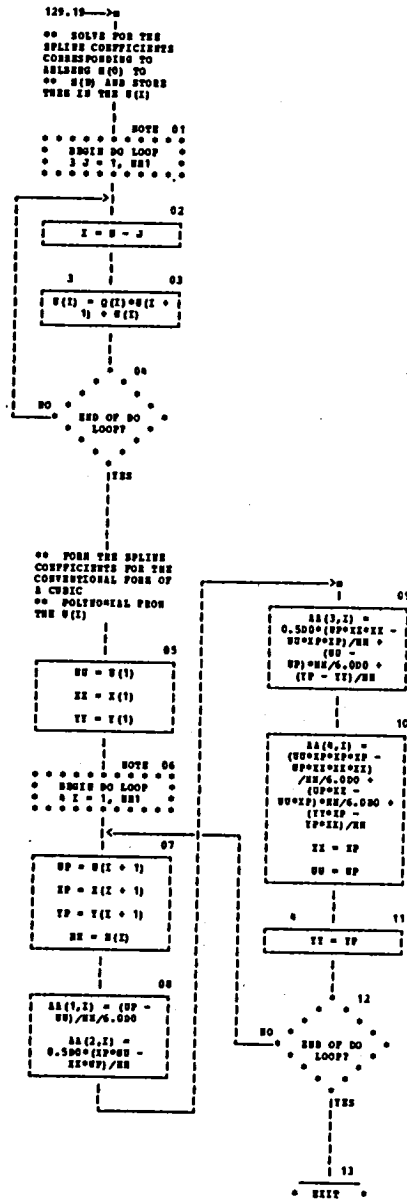 129.19--->
** SOLVE FOR THE
SPLINE COEFFICIENTS
CORRESPONDING TO
AHLBERG M(0) TO
** M(N) AND STORE
THEM IN THE U(I)
NOTE 01
BEGIN DO LOOP
3 J = 1, NM1
02
I = N - J
3 03
U(I) = Q(I)*U(I +
1) + U(I)
04
NO
END OF DO
LOOP?
YES
** FORM THE SPLINE
COEFFICIENTS FOR THE
CONVENTIONAL FORM OF
A CUBIC
** POLYNOMIAL FROM
THE U(I)
05
UU = U(1)
XX = X(1)
YY = Y(1)
NOTE 06
BEGIN DO LOOP
4 I = 1, NM1
07
UP = U(I + 1)
XP = X(I + 1)
YP = Y(I + 1)
HH = H(I)
08
AA(1,I) = (UP -
UU)/HH/6.0D0
AA(2,I) =
0.5D0*(XP*UU -
XX*UP)/HH
09
AA(3,I) =
0.5D0*(UP*XX*XX -
UU*XP*XP)/HH +
(UU -
UP)*HH/6.0D0 +
(YP - YY)/HH
10
AA(4,I) =
(UU*XP*XP*XP -
UP*XX*XX*XX)
/HH/6.0D0 +
(UP*XX -
UU*XP)*HH/6.0D0 +
(YY*XP -
YP*XX)/HH
XX = XP
UU = UP
4 11
YY = YP
12
NO
END OF DO
LOOP?
YES
13
* EXIT *